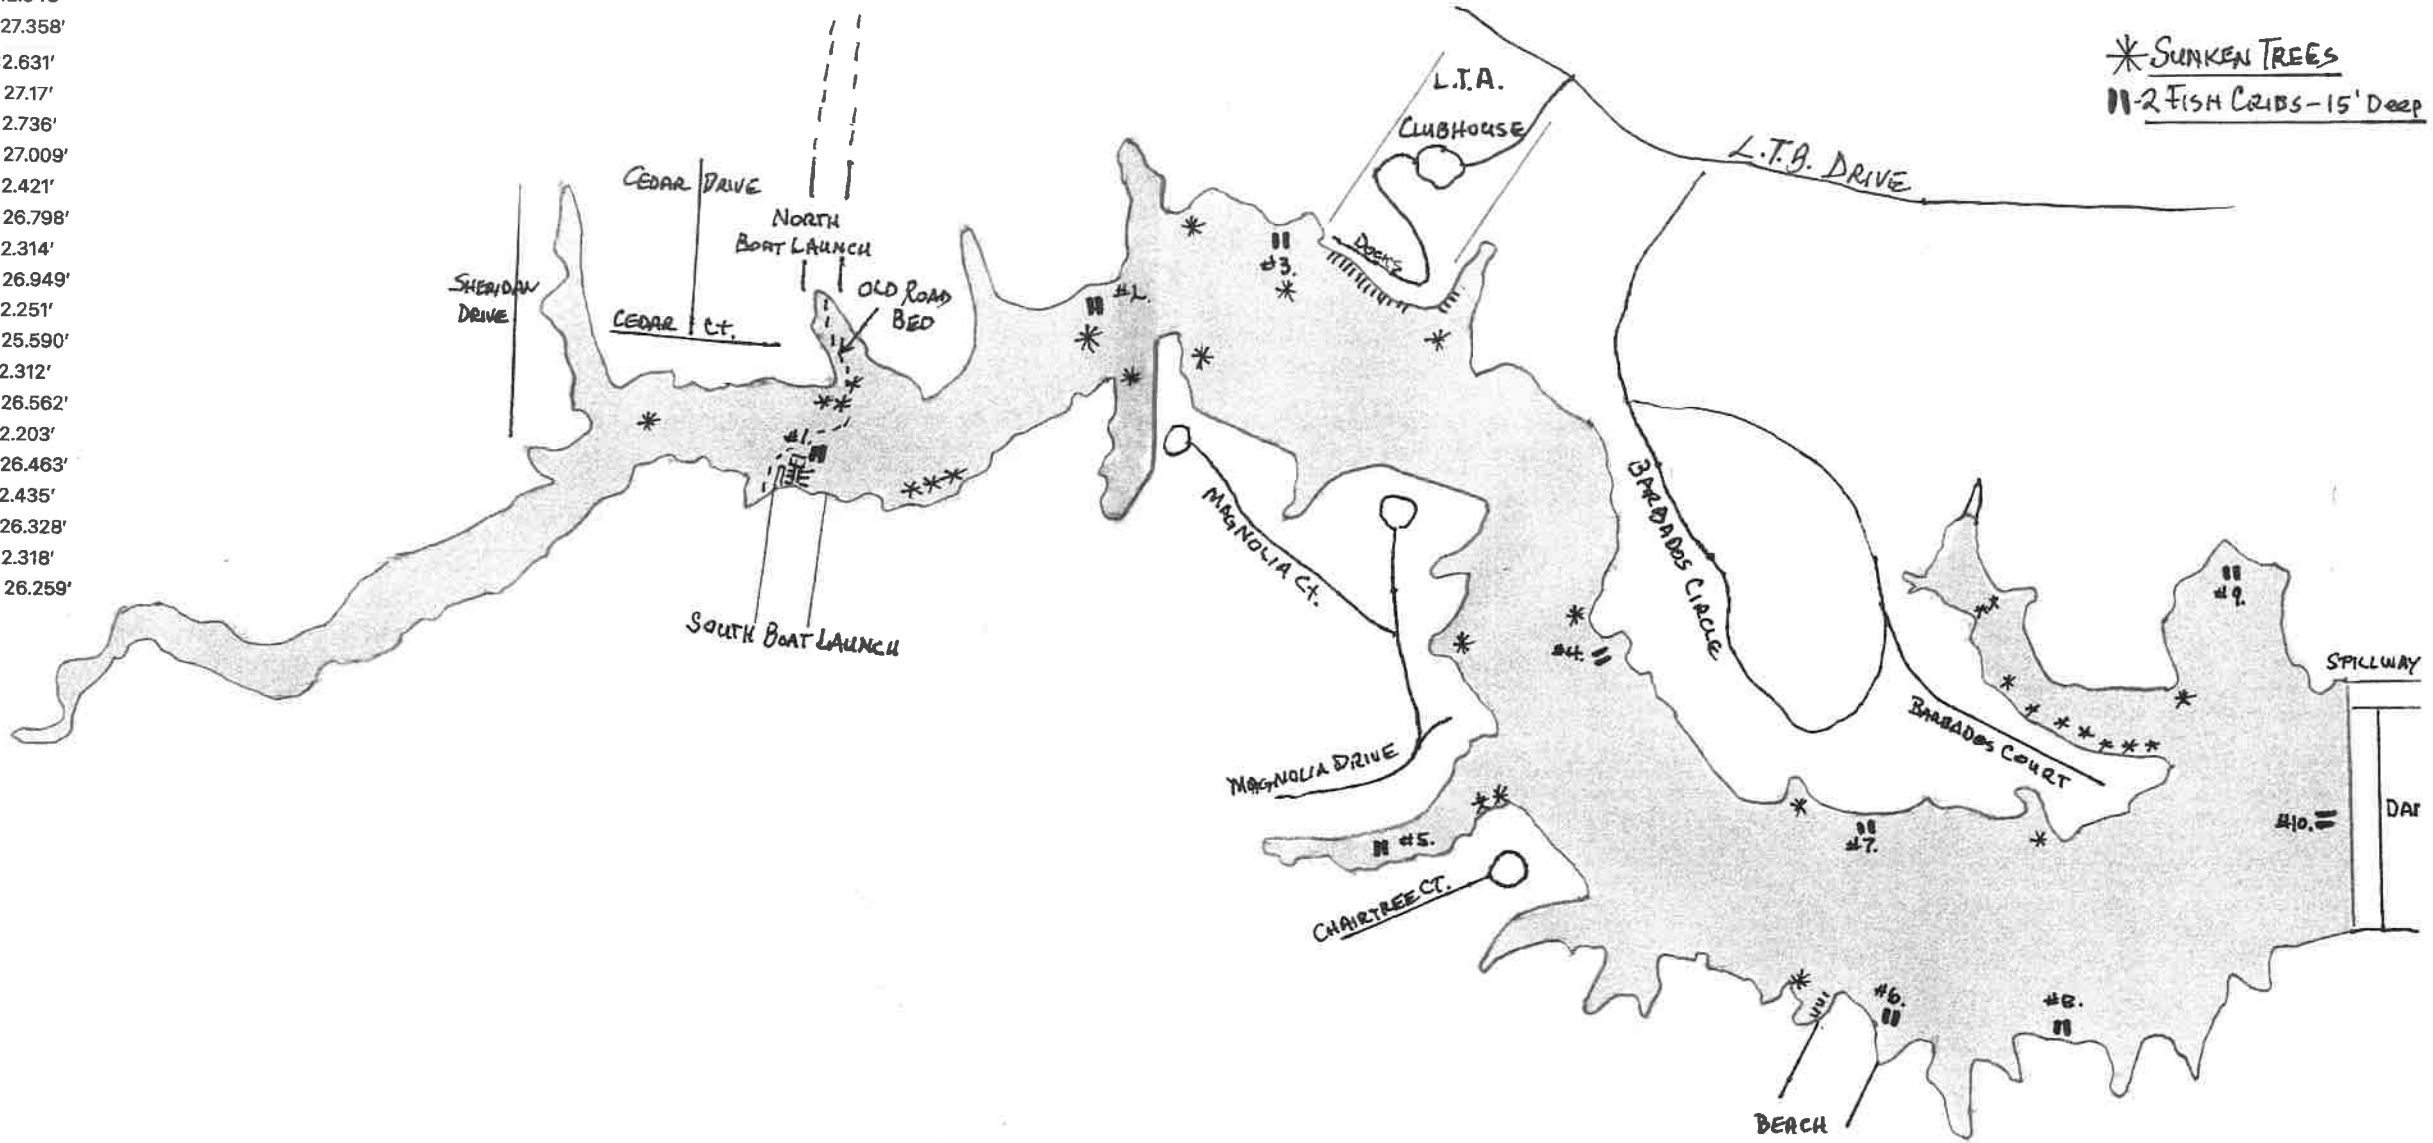 27.358'
2.631'
27.17'
2.736'
27.009'
2.421'
26.798'
2.314'
26.949'
2.251'
25.590'
2.312'
26.562'
2.203'
26.463'
2.435'
26.328'
2.318'
26.259'
* SUNKEN TREES
2 FISH CRIBS - 15' Deep
L.T.A.
CLUBHOUSE
DOCKS
L.T.A. DRIVE
CEDAR DRIVE
NORTH
BOAT LAUNCH
OLD ROAD
BED
SHERIDAN
DRIVE
CEDAR Ct.
#1.
#2.
#3.
SOUTH BOAT LAUNCH
MAGNOLIA Ct.
BARBADOS CIRCLE
#4.
MAGNOLIA DRIVE
#5.
CHAIRTREE CT.
BARBADOS COURT
#9.
SPILLWAY
#7.
#10.
#6.
#8.
BEACH